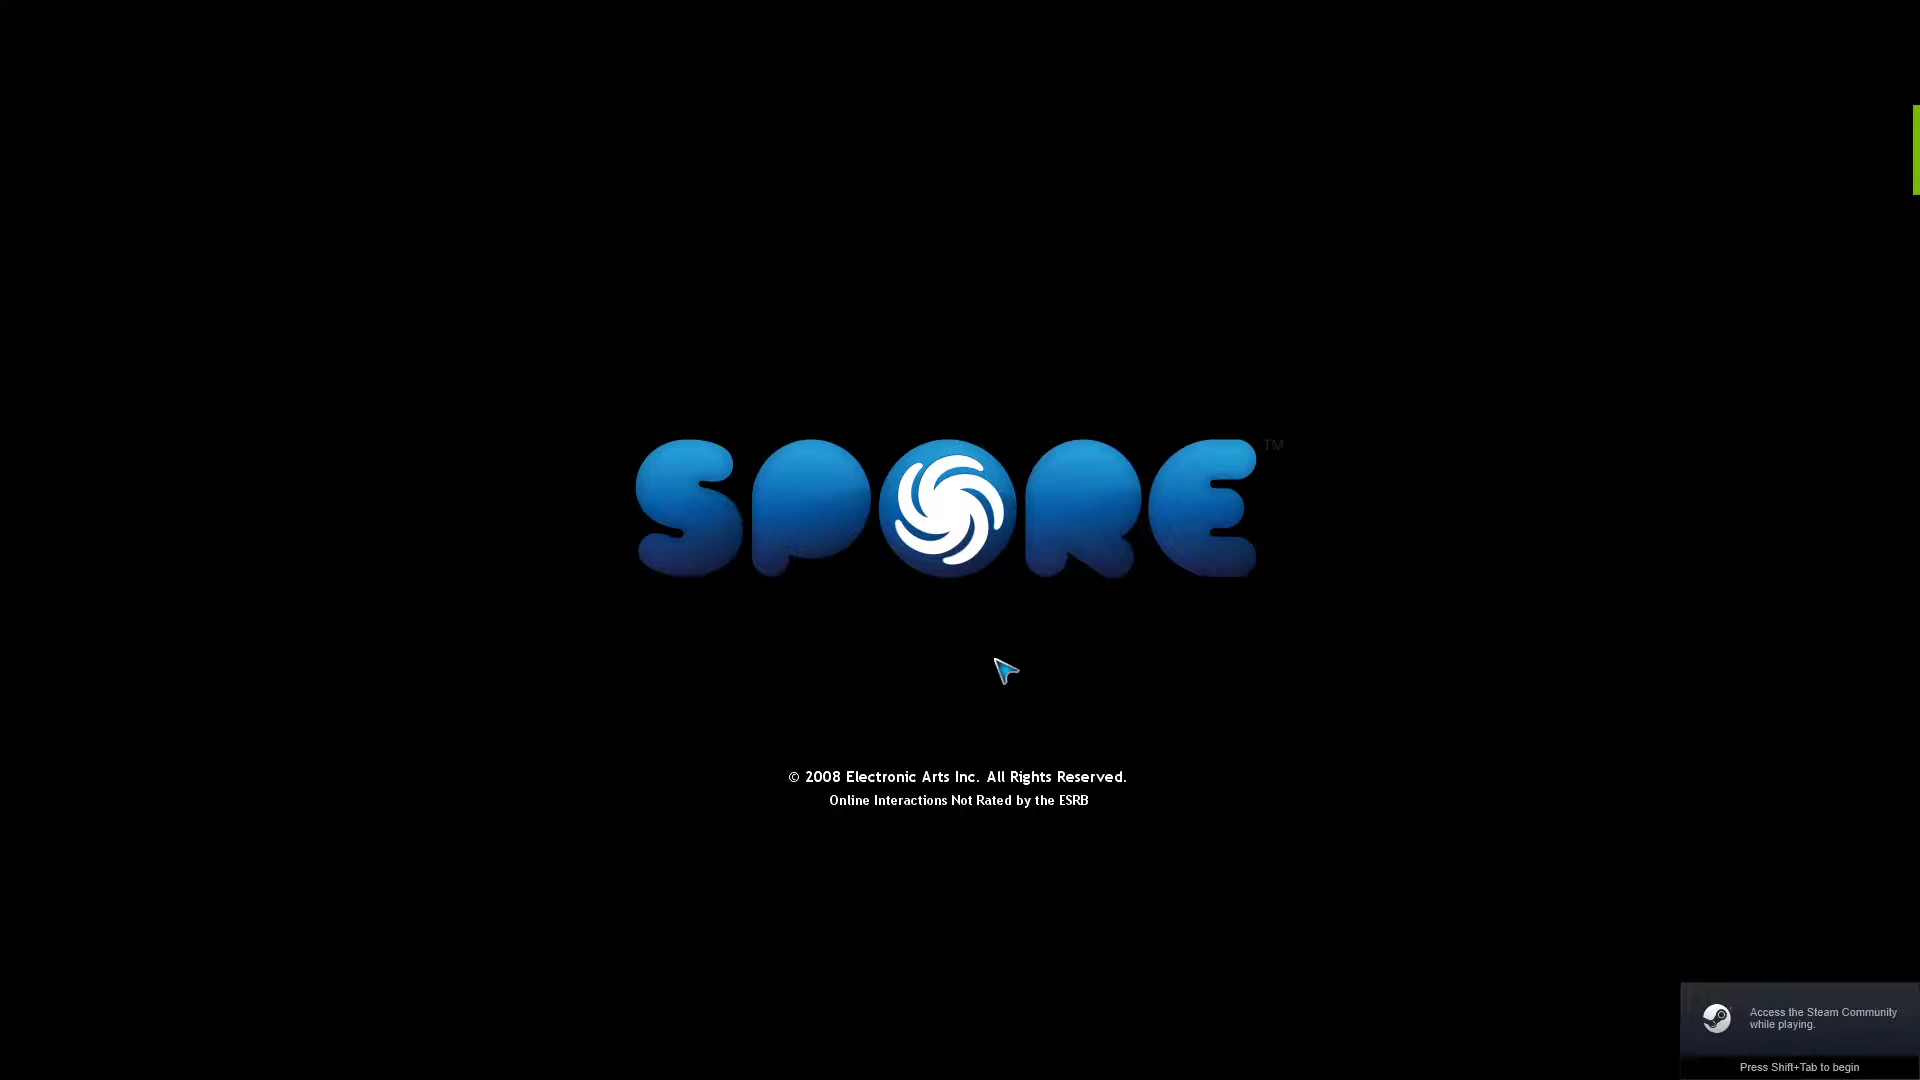 SPORE™
© 2008 Electronic Arts Inc. All Rights Reserved.
Online Interactions Not Rated by the ESRB
Access the Steam Community
while playing.
Press Shift+Tab to begin